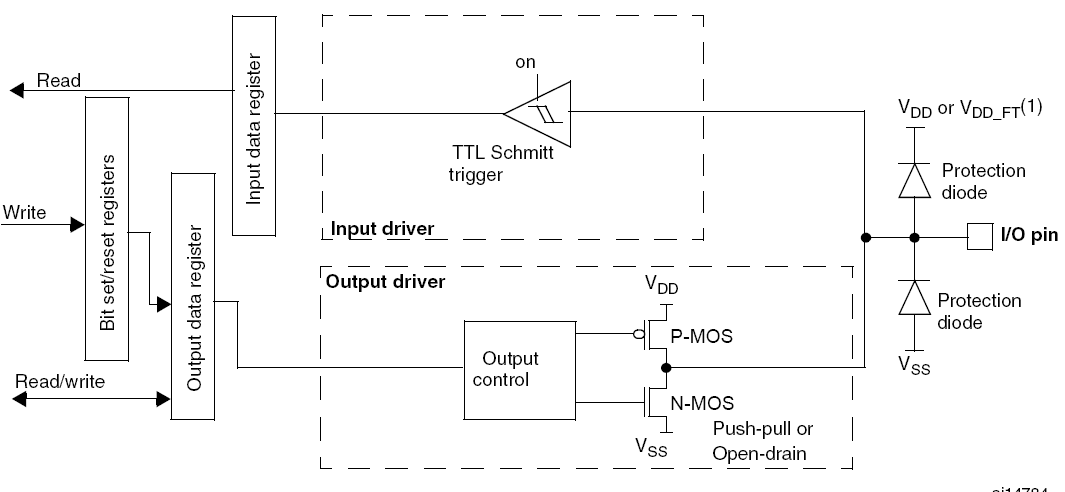 on
Read
Input data register
VDD or VDD_FT(1)
TTL Schmitt
trigger
Protection
diode
Bit set/reset registers
Write
Output data register
Input driver
I/O pin
Output driver
VDD
Protection
diode
P-MOS
Output
control
VSS
Read/write
N-MOS
Push-pull or
Open-drain
VSS